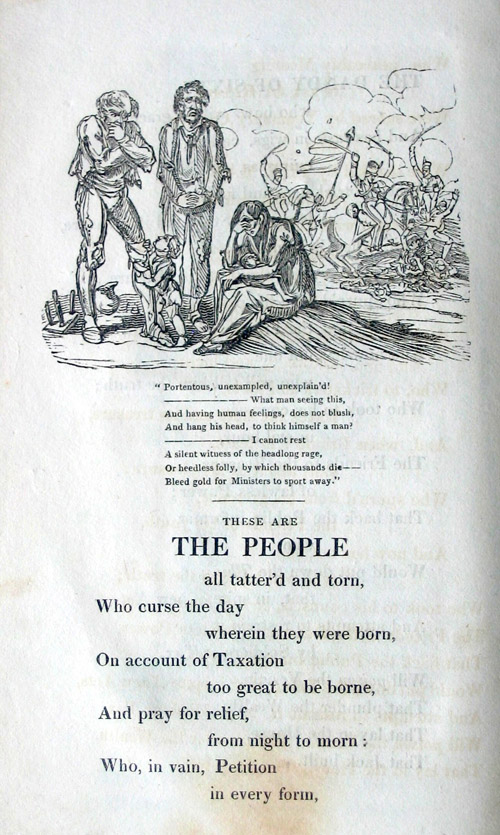 “ Portentous, unexampled, unexplain'd!
—————————— What man seeing this,
And having human feelings, does not blush,
And hang his head, to think himself a man?
—————————— I cannot rest
A silent witness of the headlong rage,
Or heedless folly, by which thousands die——
Bleed gold for Ministers to sport away.”
THESE ARE
THE PEOPLE
all tatter'd and torn,
Who curse the day
wherein they were born,
On account of Taxation
too great to be borne,
And pray for relief,
from night to morn :
Who, in vain, Petition
in every form,